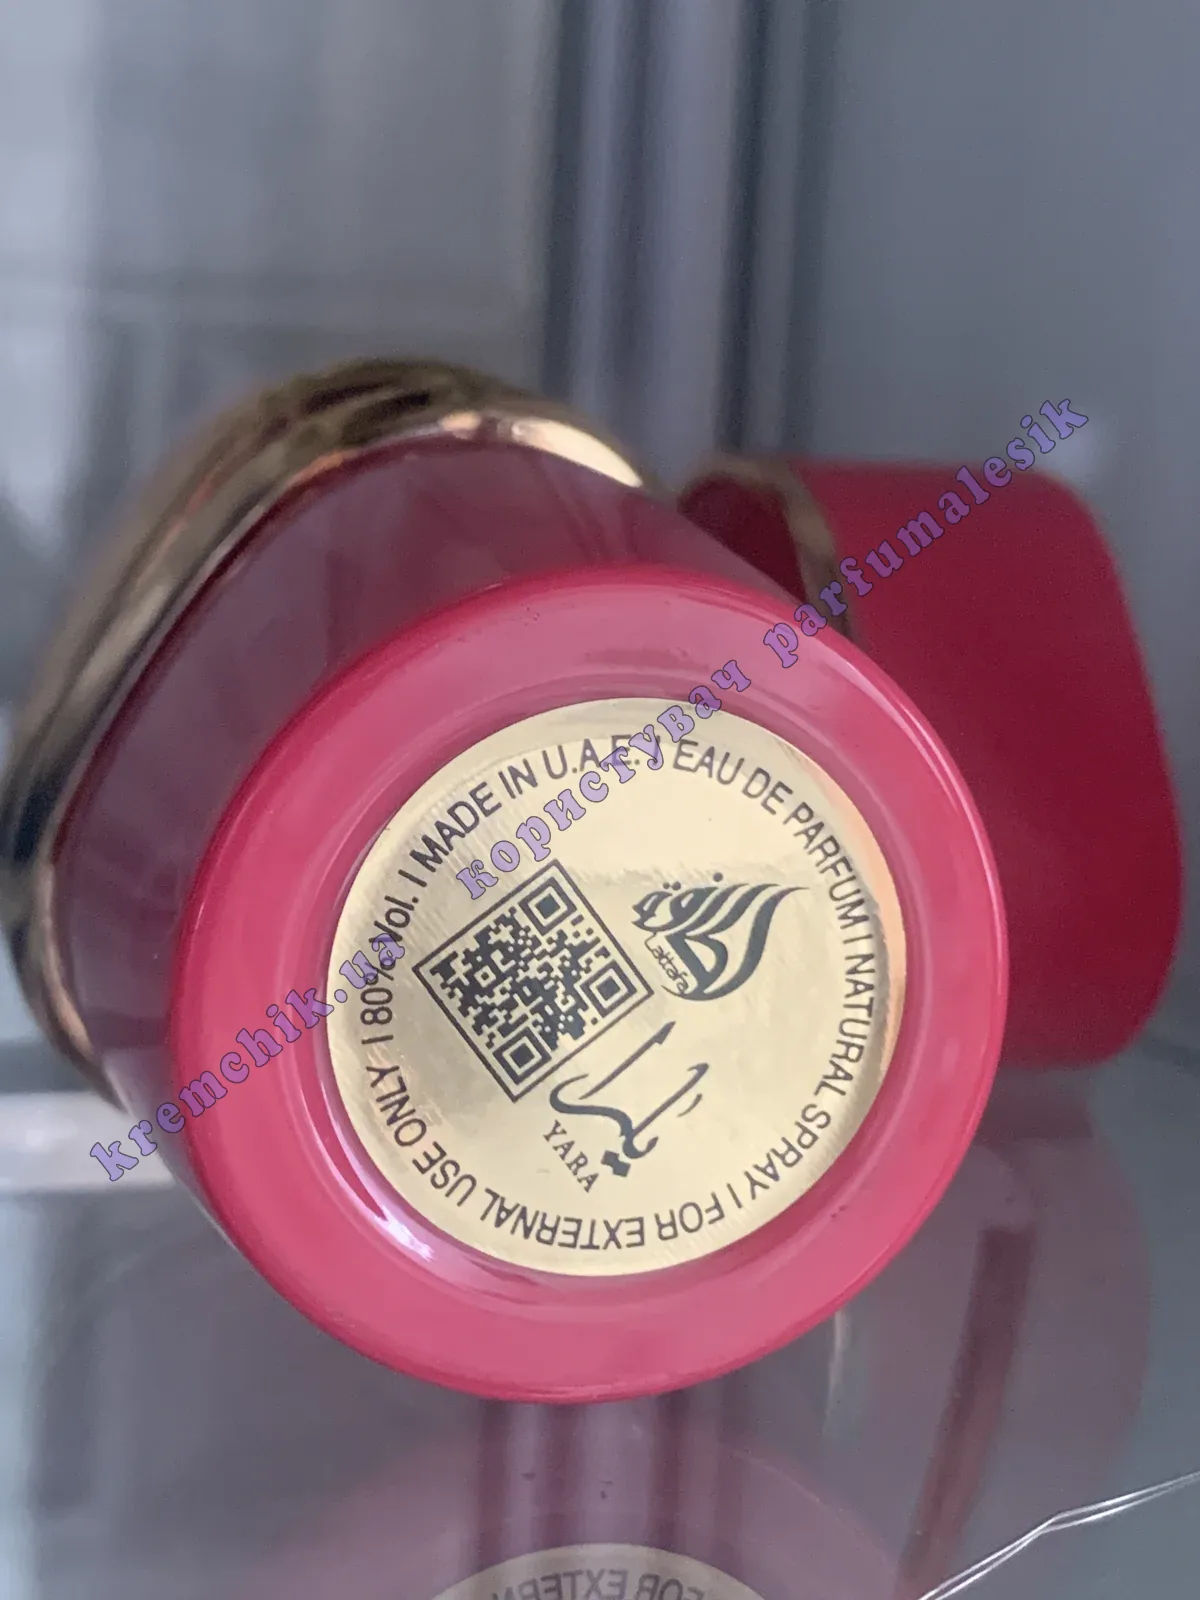 80% Vol. | MADE IN U.A.E. | EAU DE PARFUM | NATURAL SPRAY | FOR EXTERNAL USE ONLY |
لطافة
Lattafa
يارا
YARA
kremchik.ua користувач parfumalesik
FOR EXTERN